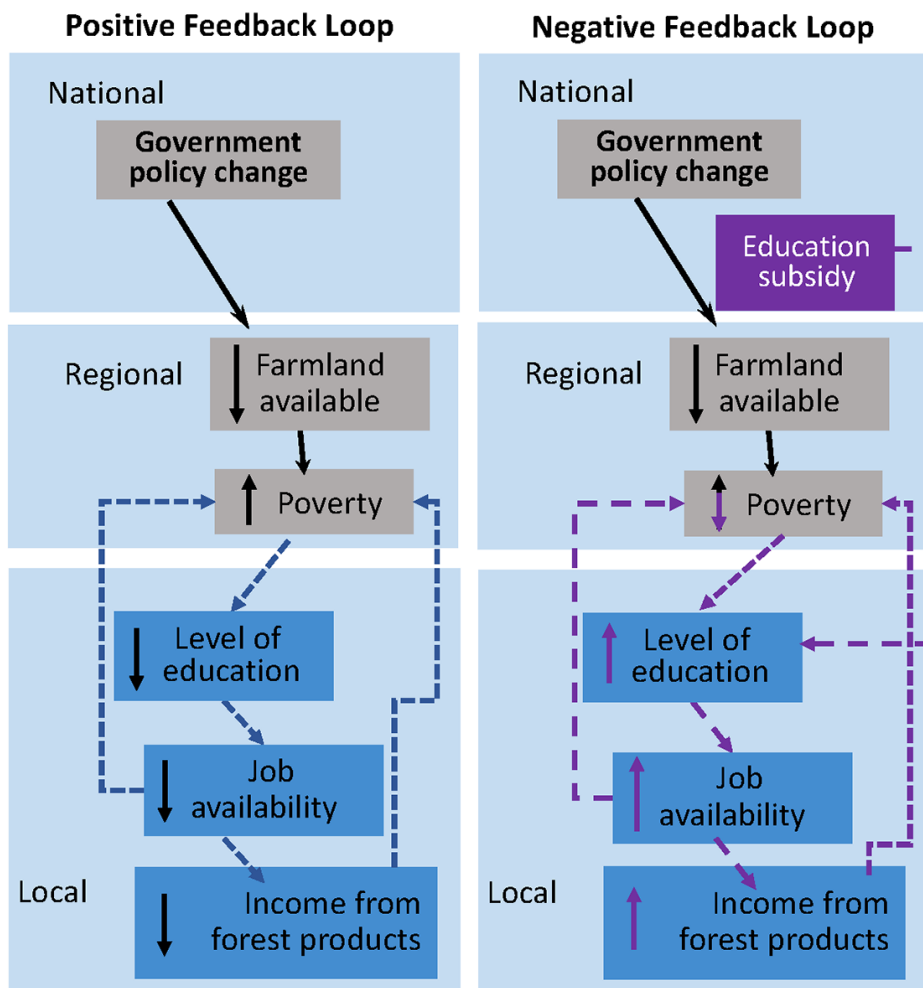 Positive Feedback Loop
National
Government
policy change
Regional
Farmland
available
Poverty
Level of
education
Job
availability
Local
Income from
forest products
Negative Feedback Loop
National
Government
policy change
Education
subsidy
Regional
Farmland
available
Poverty
Level of
education
Job
availability
Local
Income from
forest products